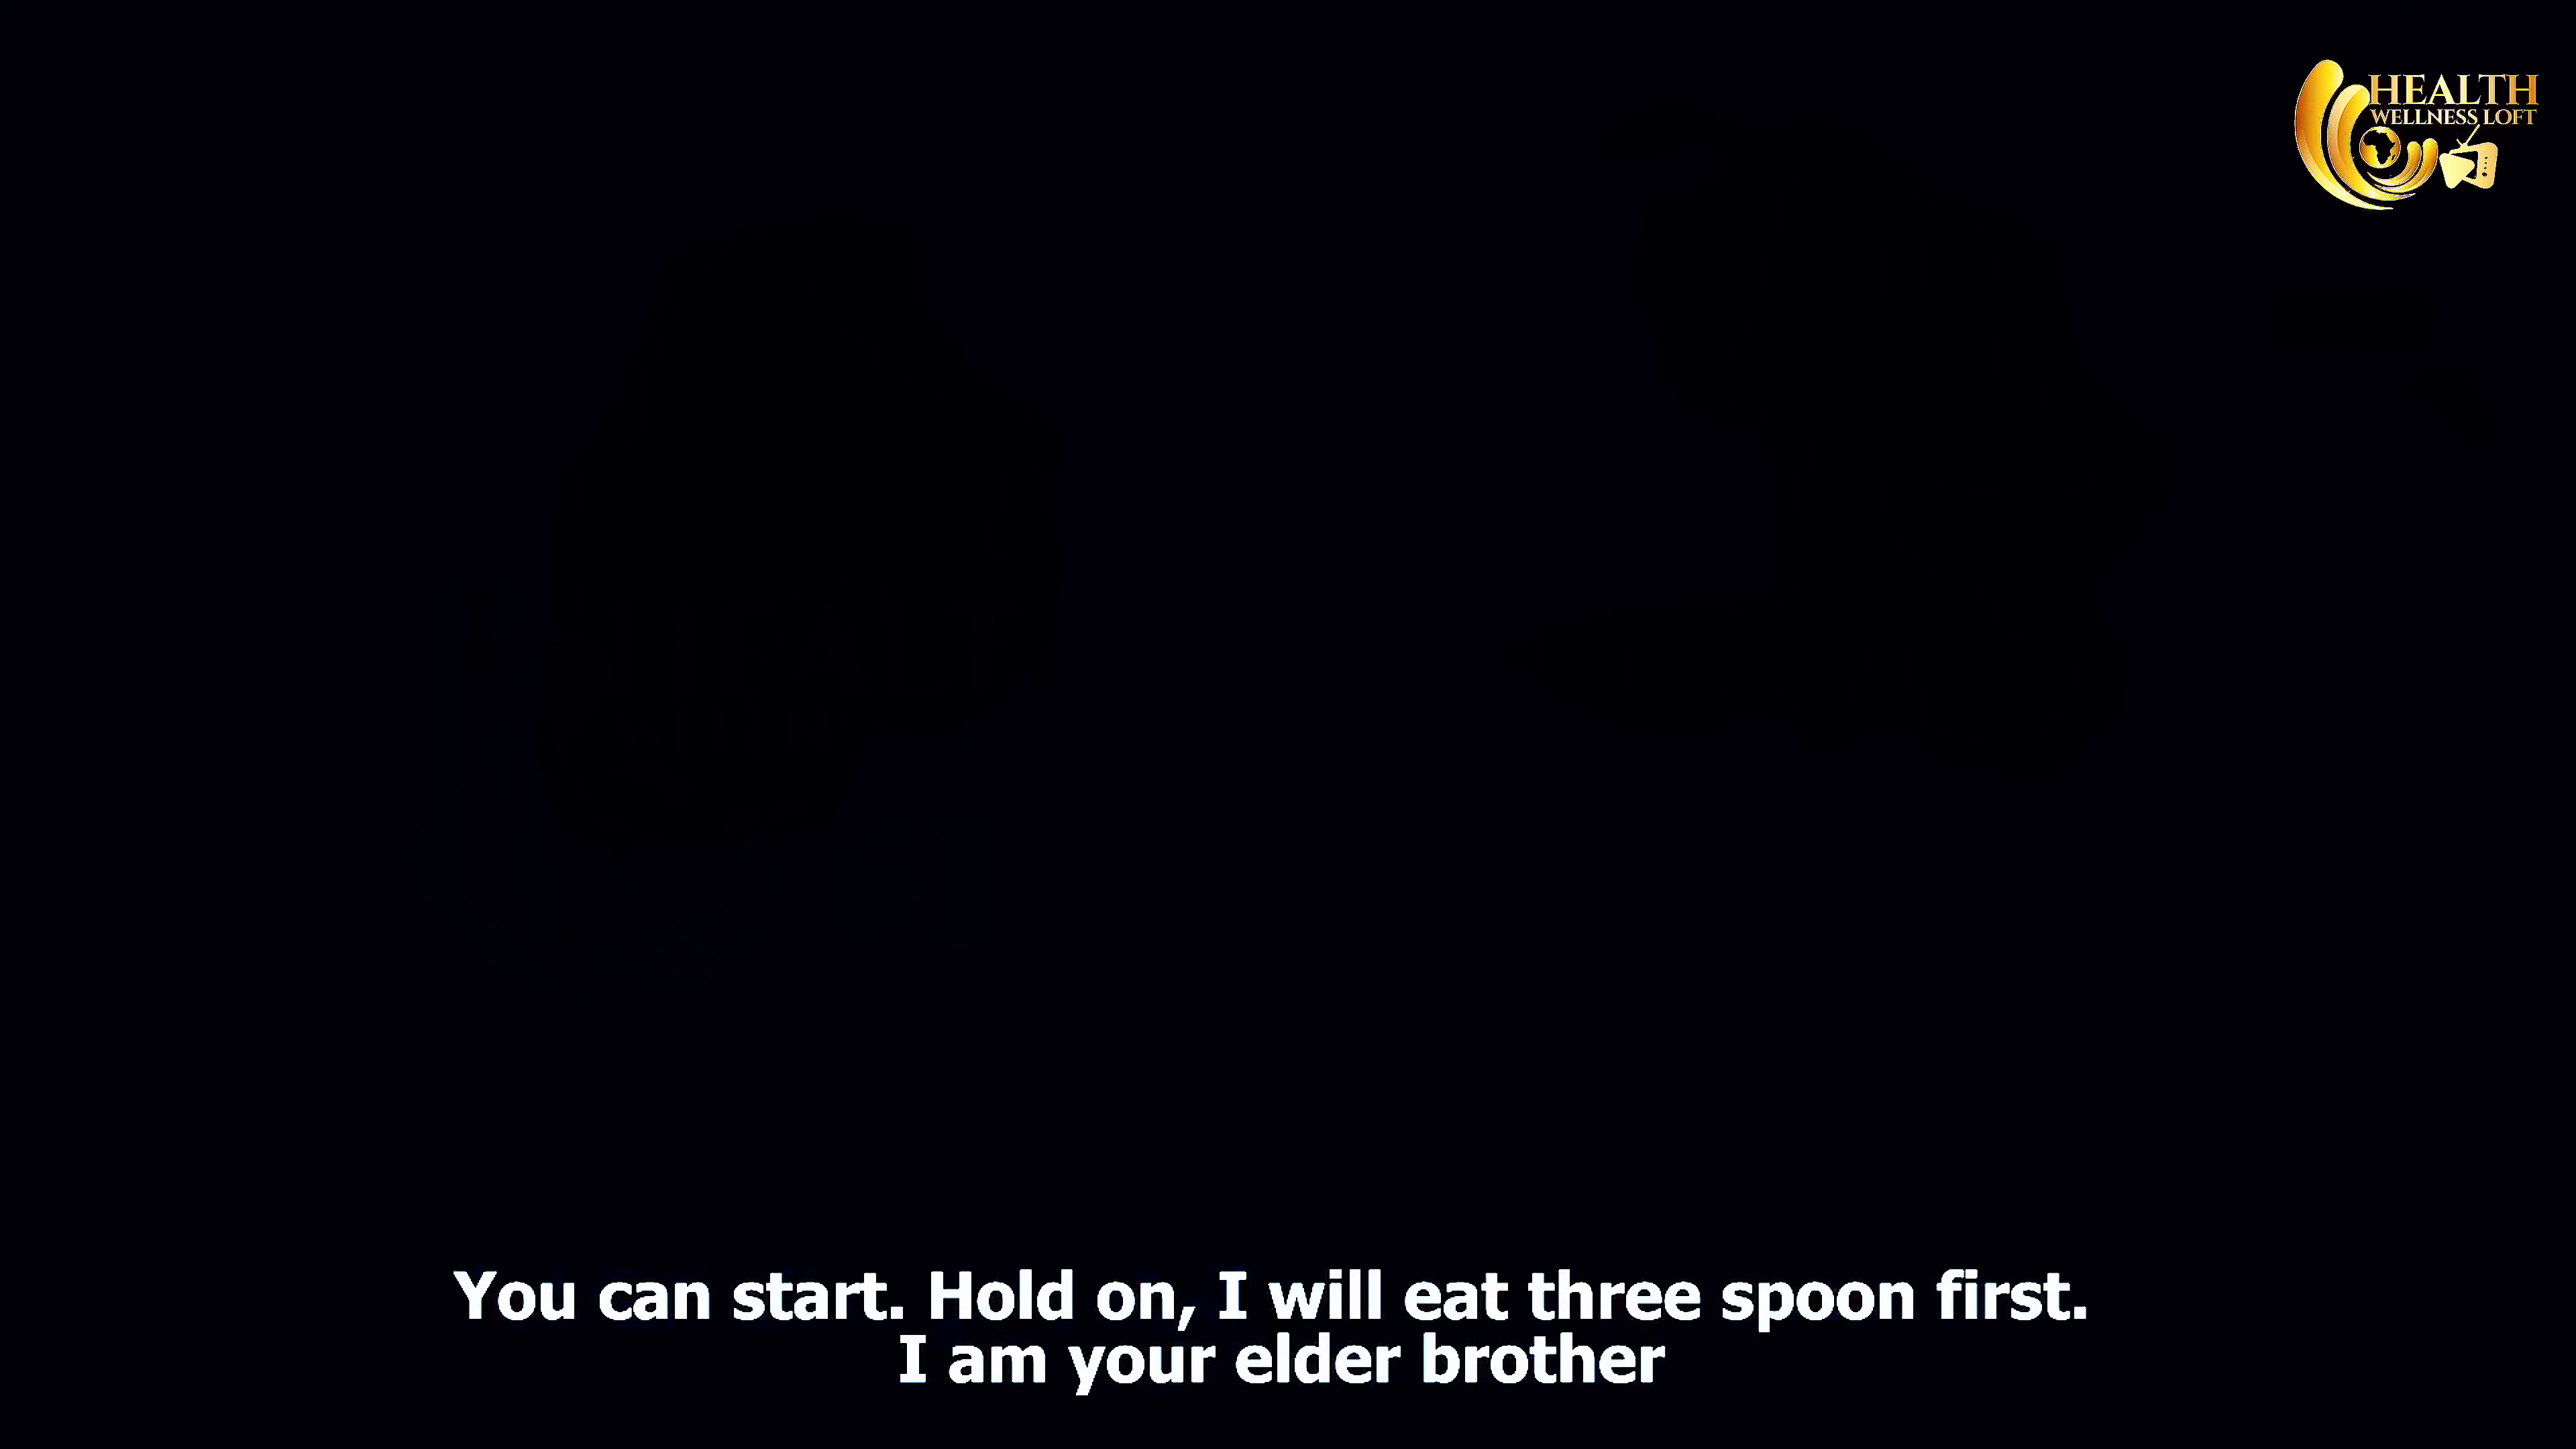 HEALTH
WELLNESS LOFT
You can start. Hold on, I will eat three spoon first.
I am your elder brother